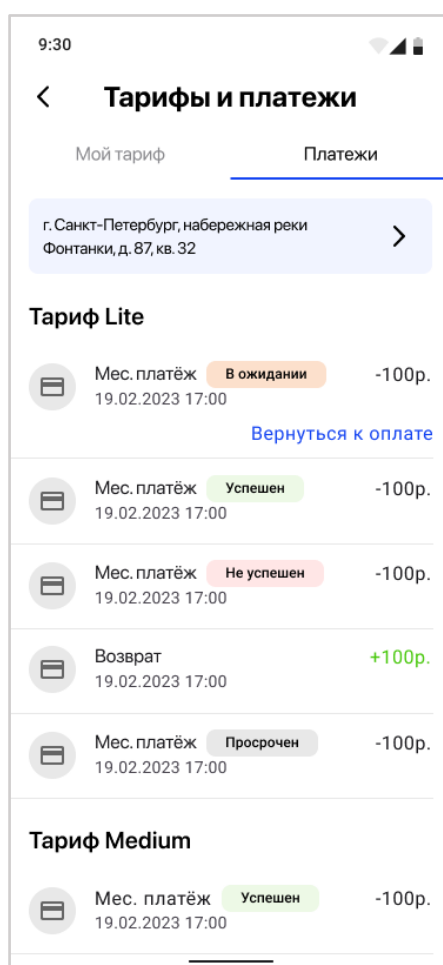 9:30
Тарифы и платежи
Мой тариф Платежи
г. Санкт-Петербург, набережная реки
Фонтанки, д. 87, кв. 32
Тариф Lite
Мес. платёж В ожидании -100р.
19.02.2023 17:00
Вернуться к оплате
Мес. платёж Успешен -100р.
19.02.2023 17:00
Мес. платёж Не успешен -100р.
19.02.2023 17:00
Возврат +100р.
19.02.2023 17:00
Мес. платёж Просрочен -100р.
19.02.2023 17:00
Тариф Medium
Мес. платёж Успешен -100р.
19.02.2023 17:00